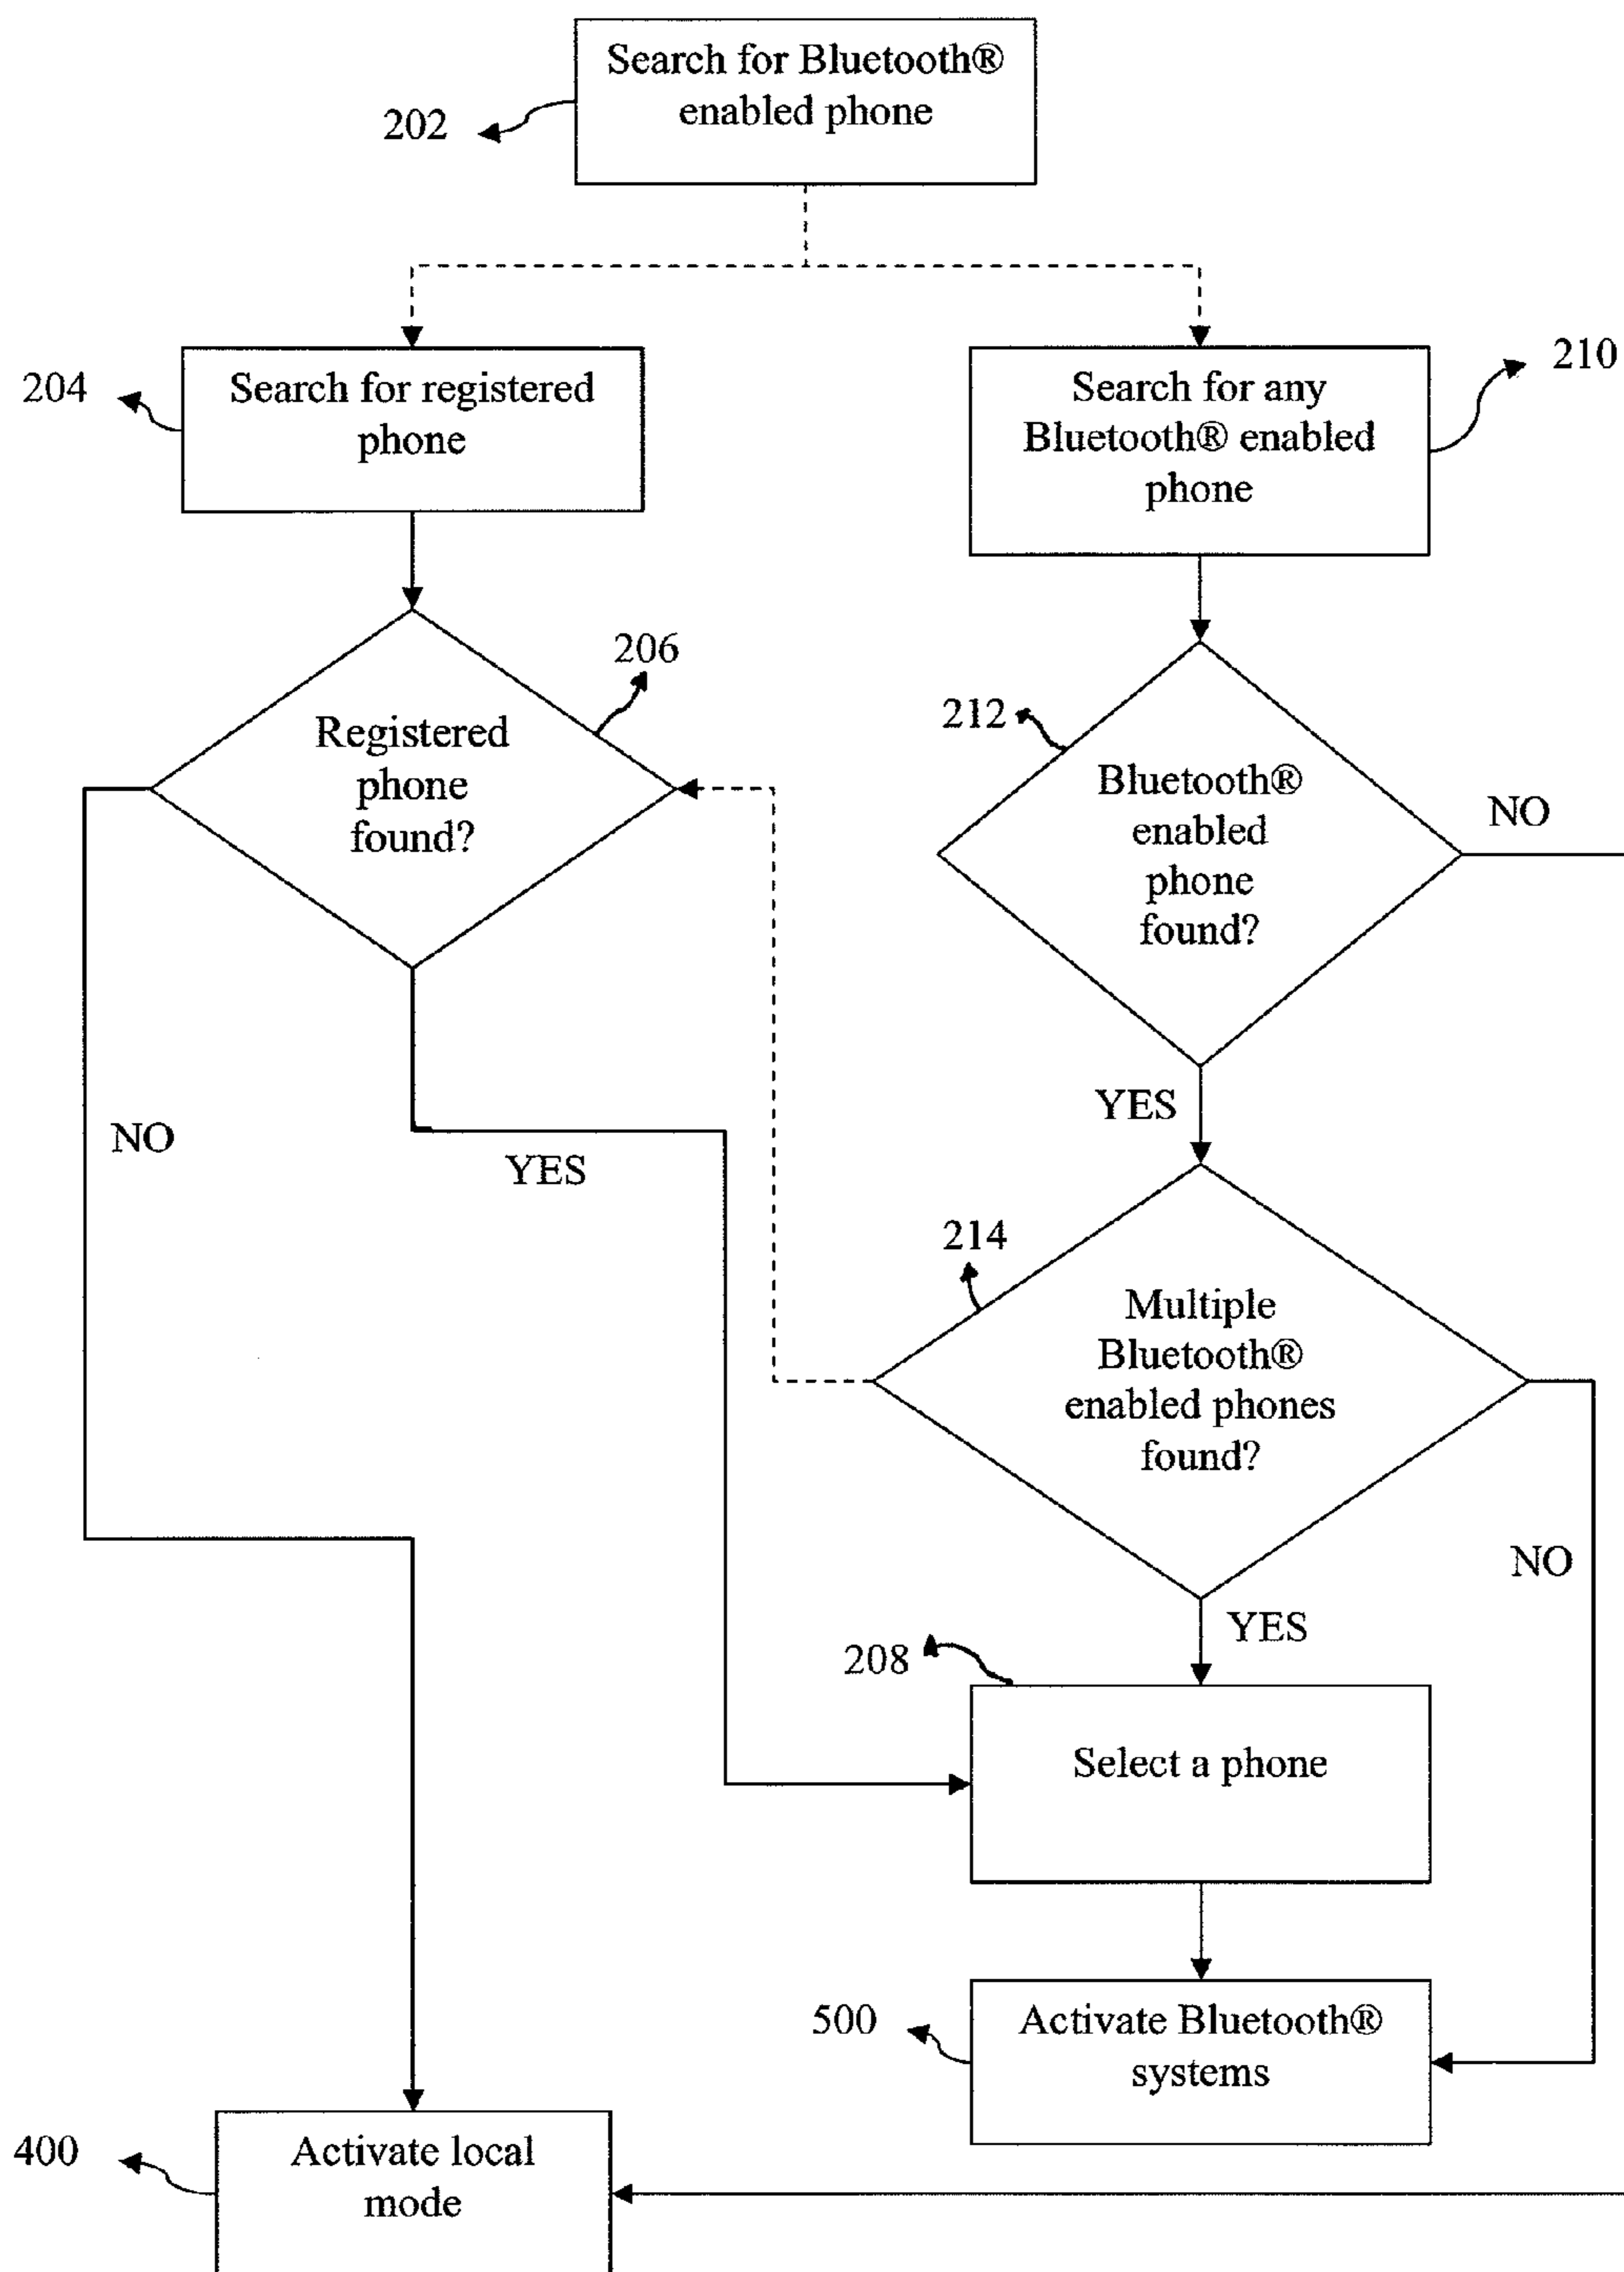 Search for Bluetooth®
enabled phone
202
204
Search for registered
phone
Search for any
Bluetooth® enabled
phone
210
206
Registered
phone
found?
212
Bluetooth®
enabled
phone
found?
NO
NO
YES
YES
214
Multiple
Bluetooth®
enabled phones
found?
NO
YES
208
Select a phone
500
Activate Bluetooth®
systems
400
Activate local
mode